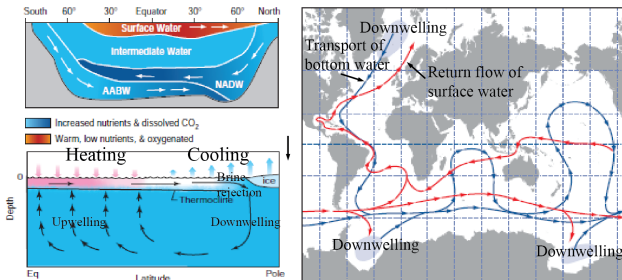 South 60° 30° Equator 30° 60° North
Surface Water
Intermediate Water
AABW
NADW
Increased nutrients & dissolved CO2
Warm, low nutrients, & oxygenated
Heating Cooling
0
Brine
rejection
ice
Thermocline
Depth
Upwelling Downwelling
Eq Latitude Pole
Downwelling
Transport of
bottom water
Return flow of
surface water
Downwelling Downwelling